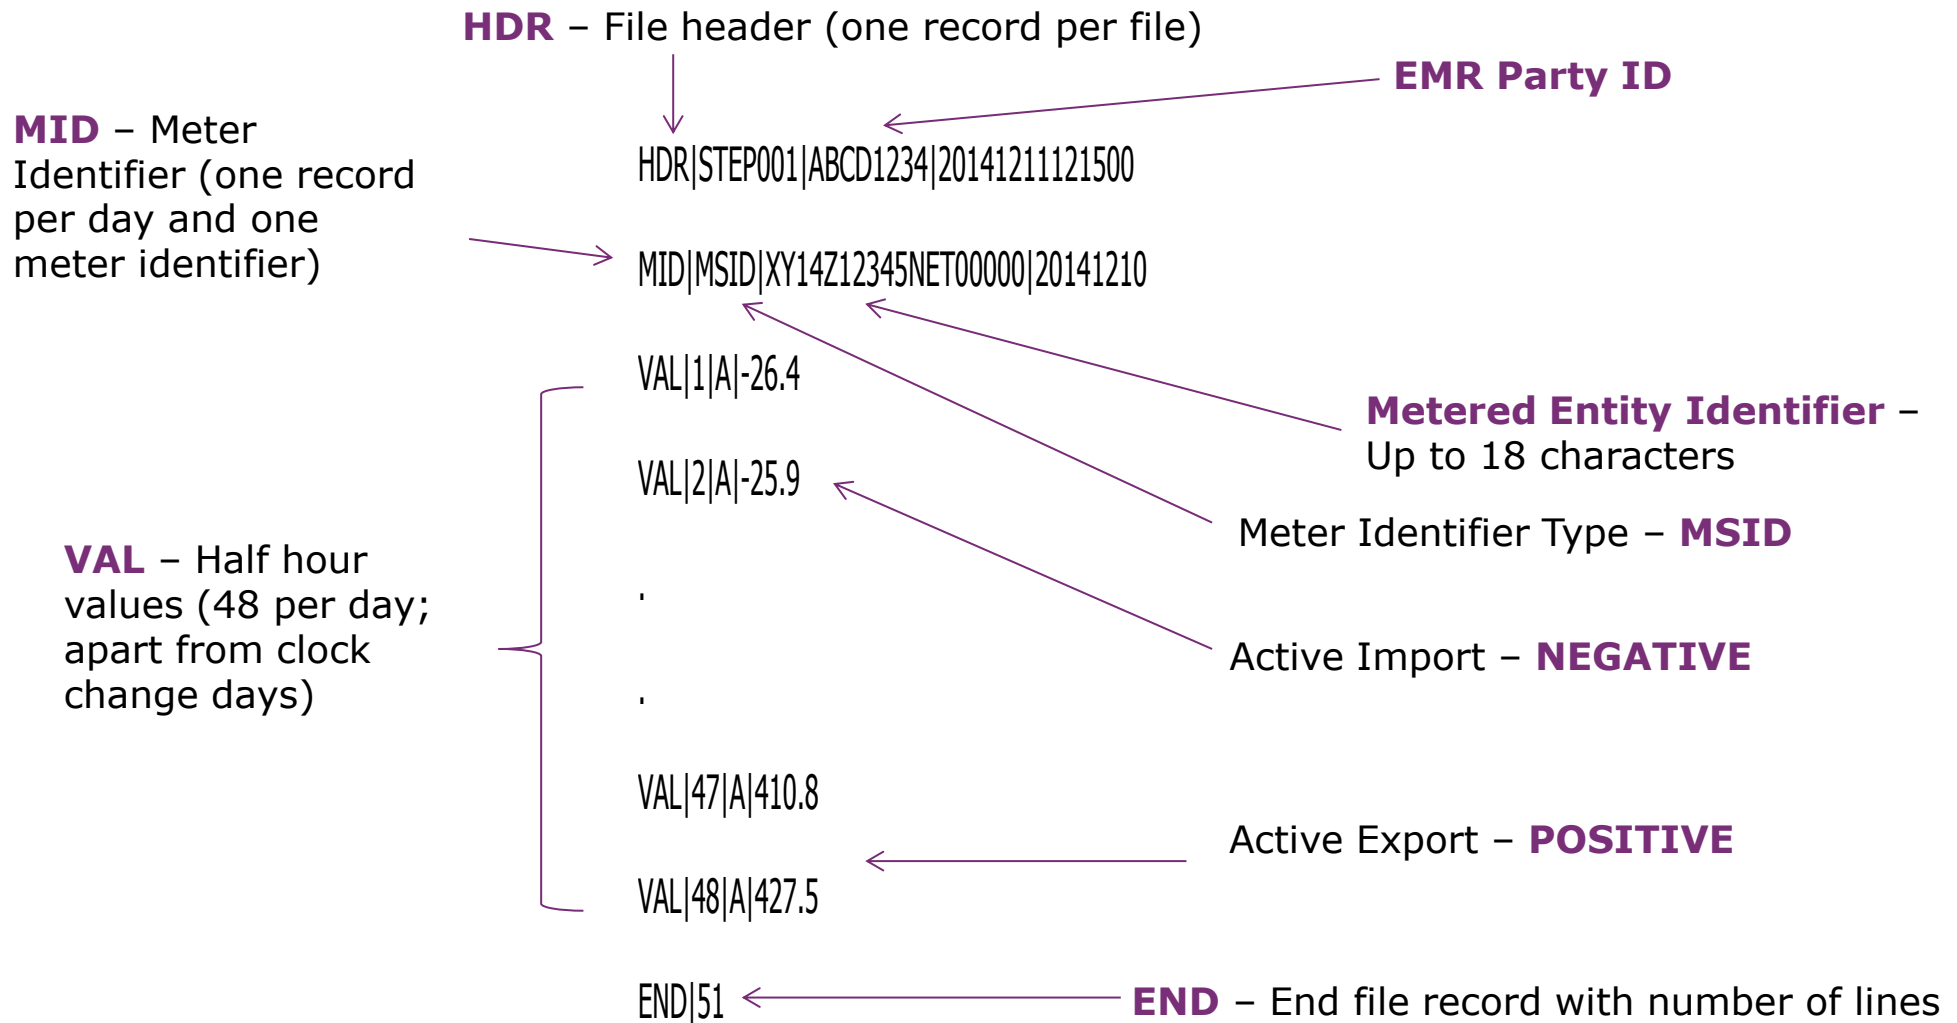 HDR – File header (one record per file)
EMR Party ID
MID – Meter
Identifier (one record
per day and one
meter identifier)
HDR|STEP001|ABCD1234|20141211121500
MID|MSID|XY14Z12345NET00000|20141210
VAL|1|A|-26.4
VAL|2|A|-25.9
.
.
VAL|47|A|410.8
VAL|48|A|427.5
END|51
Metered Entity Identifier –
Up to 18 characters
Meter Identifier Type – MSID
VAL – Half hour
values (48 per day;
apart from clock
change days)
Active Import – NEGATIVE
Active Export – POSITIVE
END – End file record with number of lines